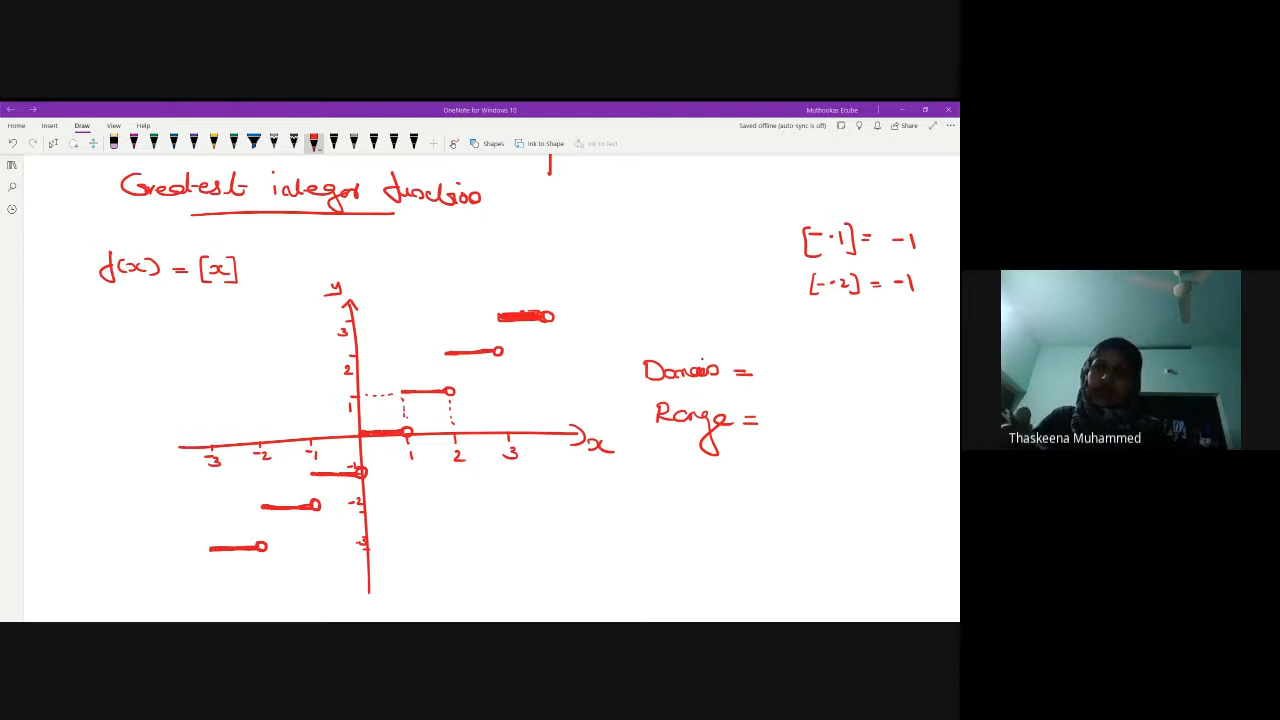 OneNote for Windows 10
Muthookas Ecube
Home Insert Draw View Help
Saved offline (auto-sync is off)
Share
Shapes
Ink to Shape
Ink to Text
Greatest integer function
f(x) = [x]
[-.1] = -1
[-.2] = -1
y
3
2
1
-3 -2 -1 1 2 3 x
-1
-2
-3
Domain =
Range =
Thaskeena Muhammed